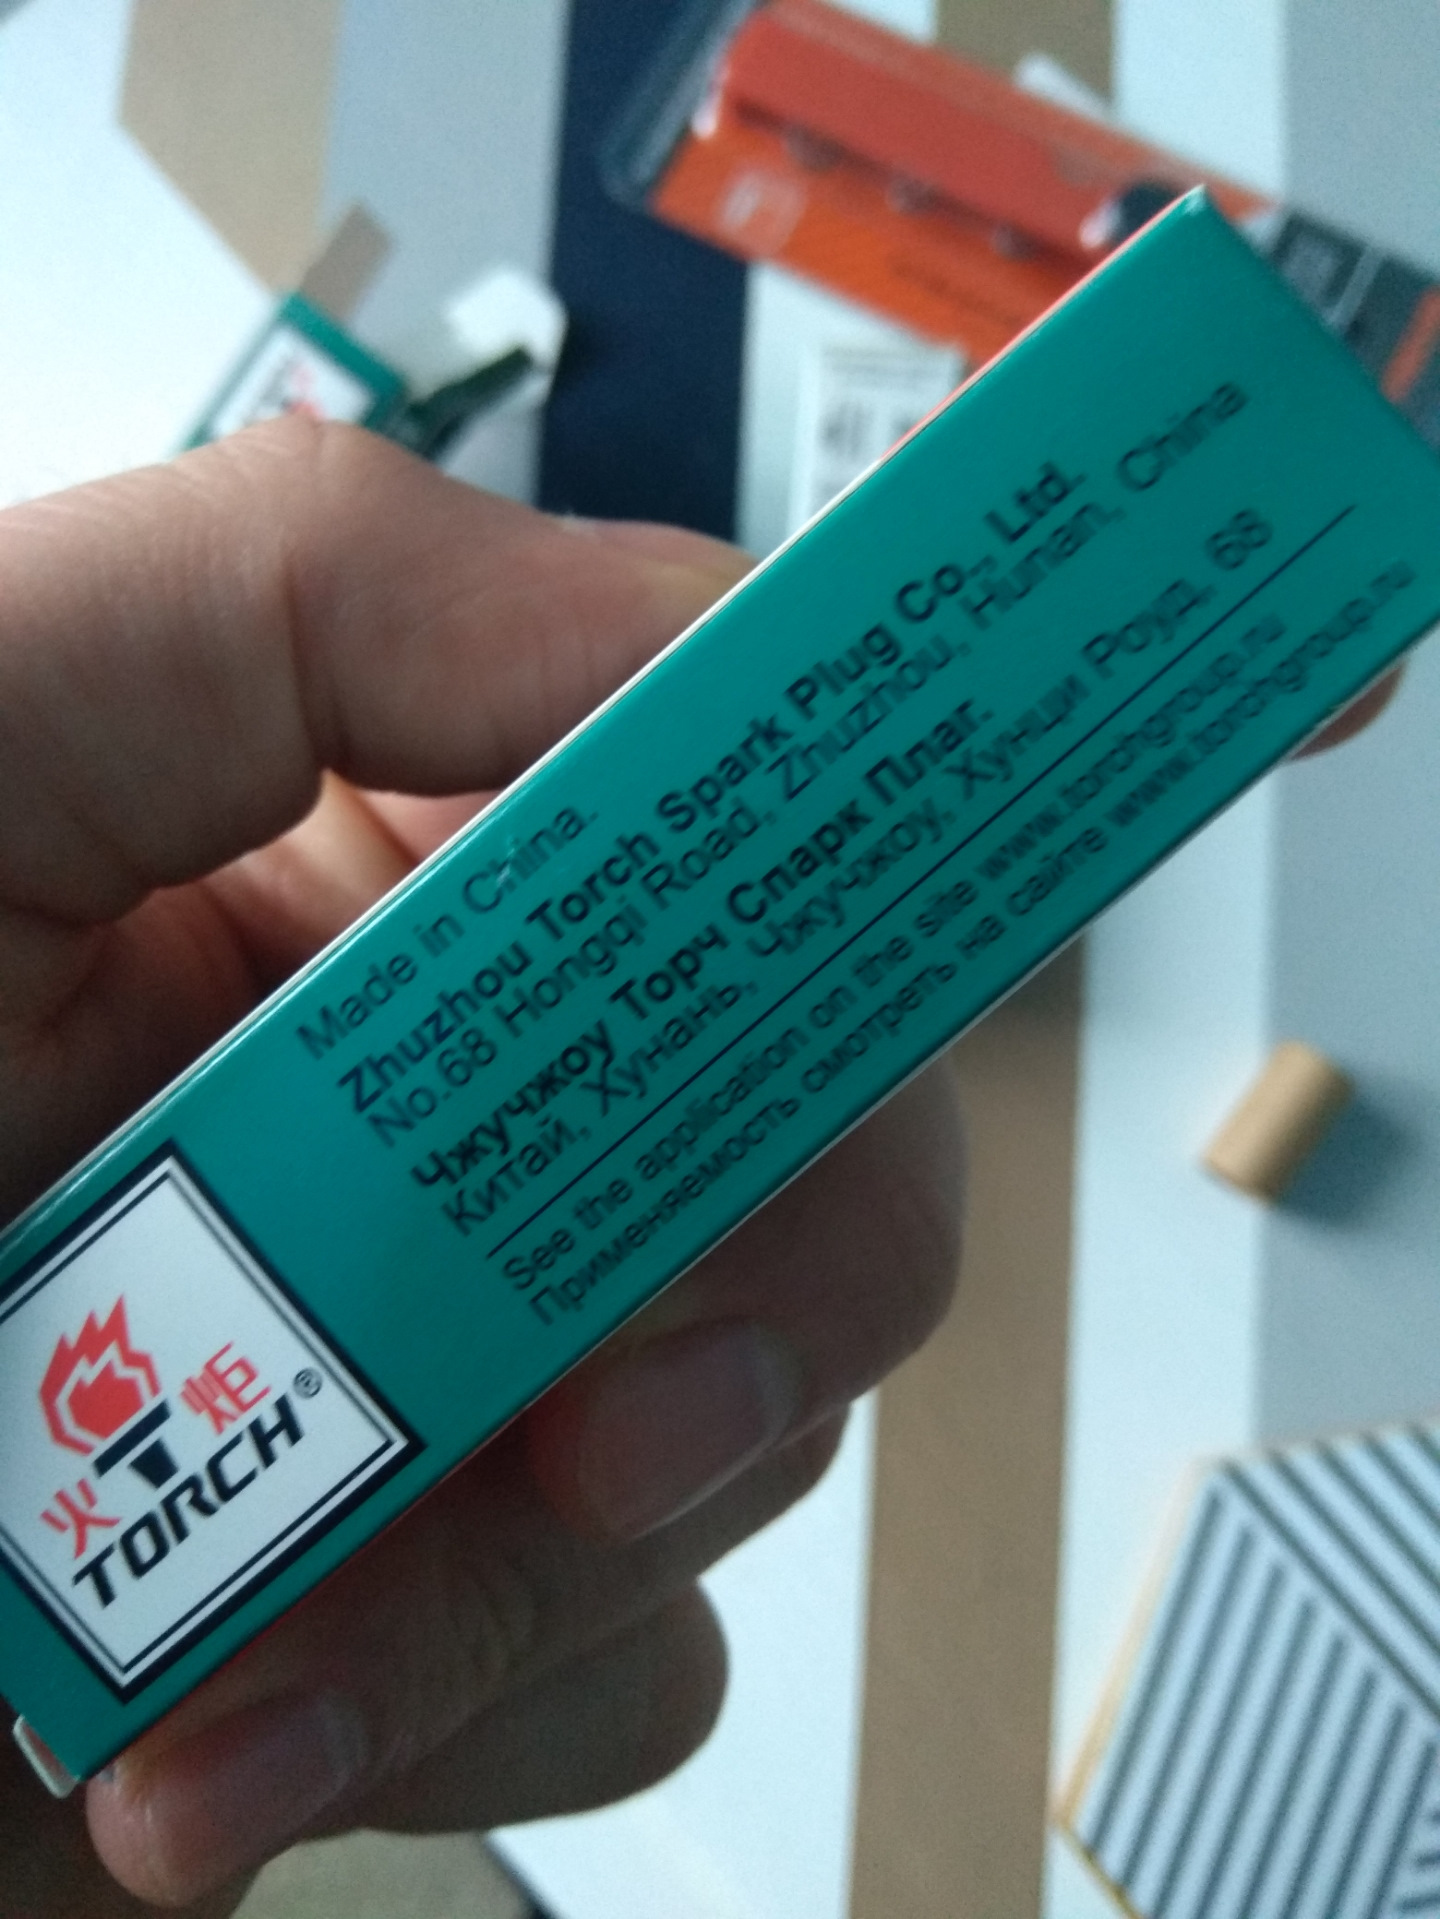 Made in China.
Zhuzhou Torch Spark Plug Co., Ltd.
No.68 Hongqi Road, Zhuzhou, Hunan, China
Чжучжоу Торч Спарк Плаг.
Китай, Хунань, Чжучжоу, Хунци Роуд, 68
See the application on the site www.torchgroup.ru
Применяемость смотреть на сайте www.torchgroup.ru
火炬
TORCH®